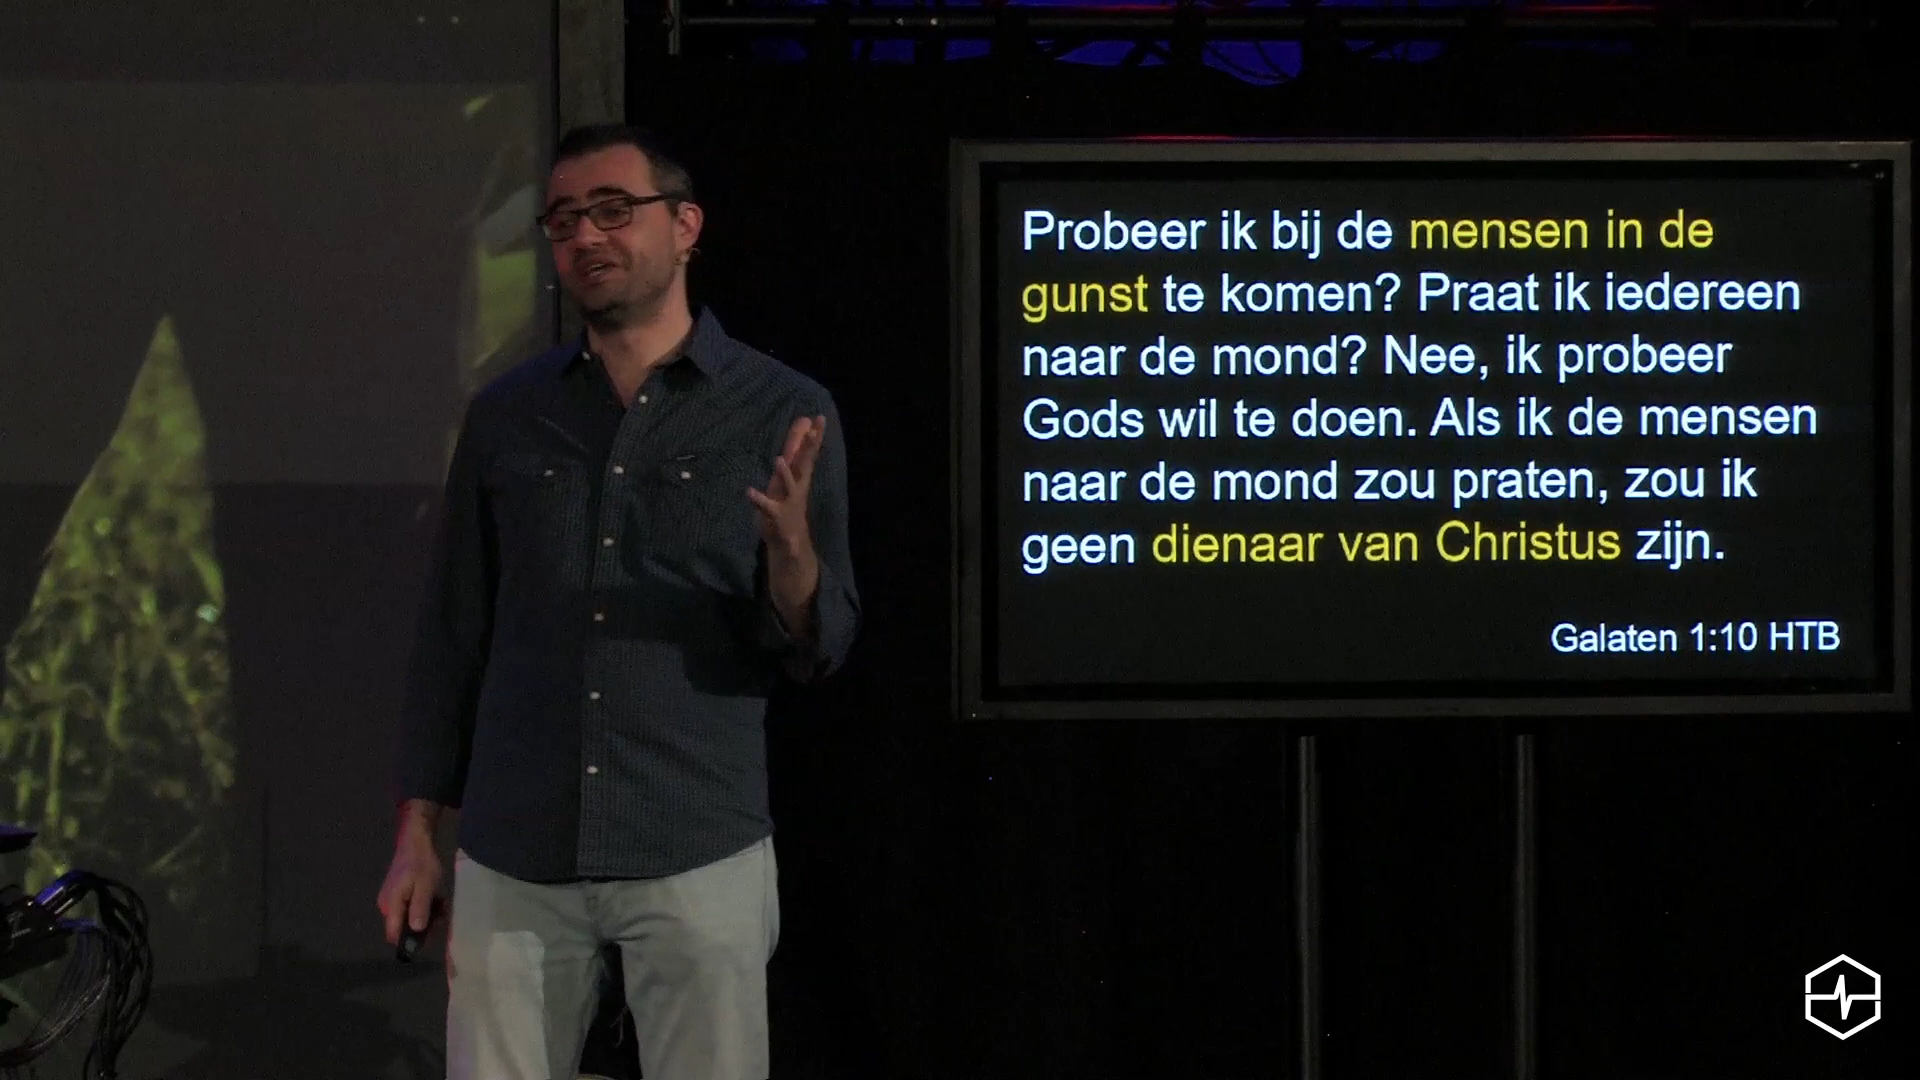 Probeer ik bij de mensen in de
gunst te komen? Praat ik iedereen
naar de mond? Nee, ik probeer
Gods wil te doen. Als ik de mensen
naar de mond zou praten, zou ik
geen dienaar van Christus zijn.
Galaten 1:10 HTB